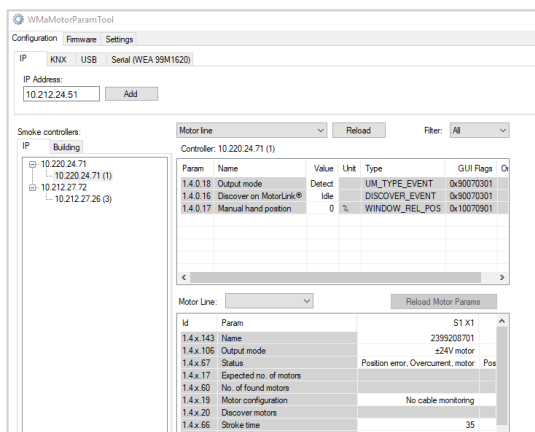 WMaMotorParamTool
Configuration Firmware Settings
IP KNX USB Serial (WEA 99M1620)
IP Address:
10.212.24.51 Add
Smoke controllers:
IP Building
10.220.24.71
10.220.24.71 (1)
10.212.27.72
10.212.27.26 (3)
Motor line Reload Filter: All
Controller: 10.220.24.71 (1)
Param Name Value Unit Type GUI Flags
1.4.0.18 Output mode Detect UM_TYPE_EVENT 0x90070301
1.4.0.16 Discover on MotorLink® Idle DISCOVER_EVENT 0x90070301
1.4.0.17 Manual hand position 0 % WINDOW_REL_POS 0x10070901
Motor Line: Reload Motor Params
Id Param S1 X1
1.4.x.143 Name 2399208701
1.4.x.106 Output mode ±24V motor
1.4.x.67 Status Position error, Overcurrent, motor Pos
1.4.x.17 Expected no. of motors
1.4.x.60 No. of found motors
1.4.x.19 Motor configuration No cable monitoring
1.4.x.20 Discover motors
1.4.x.66 Stroke time 35